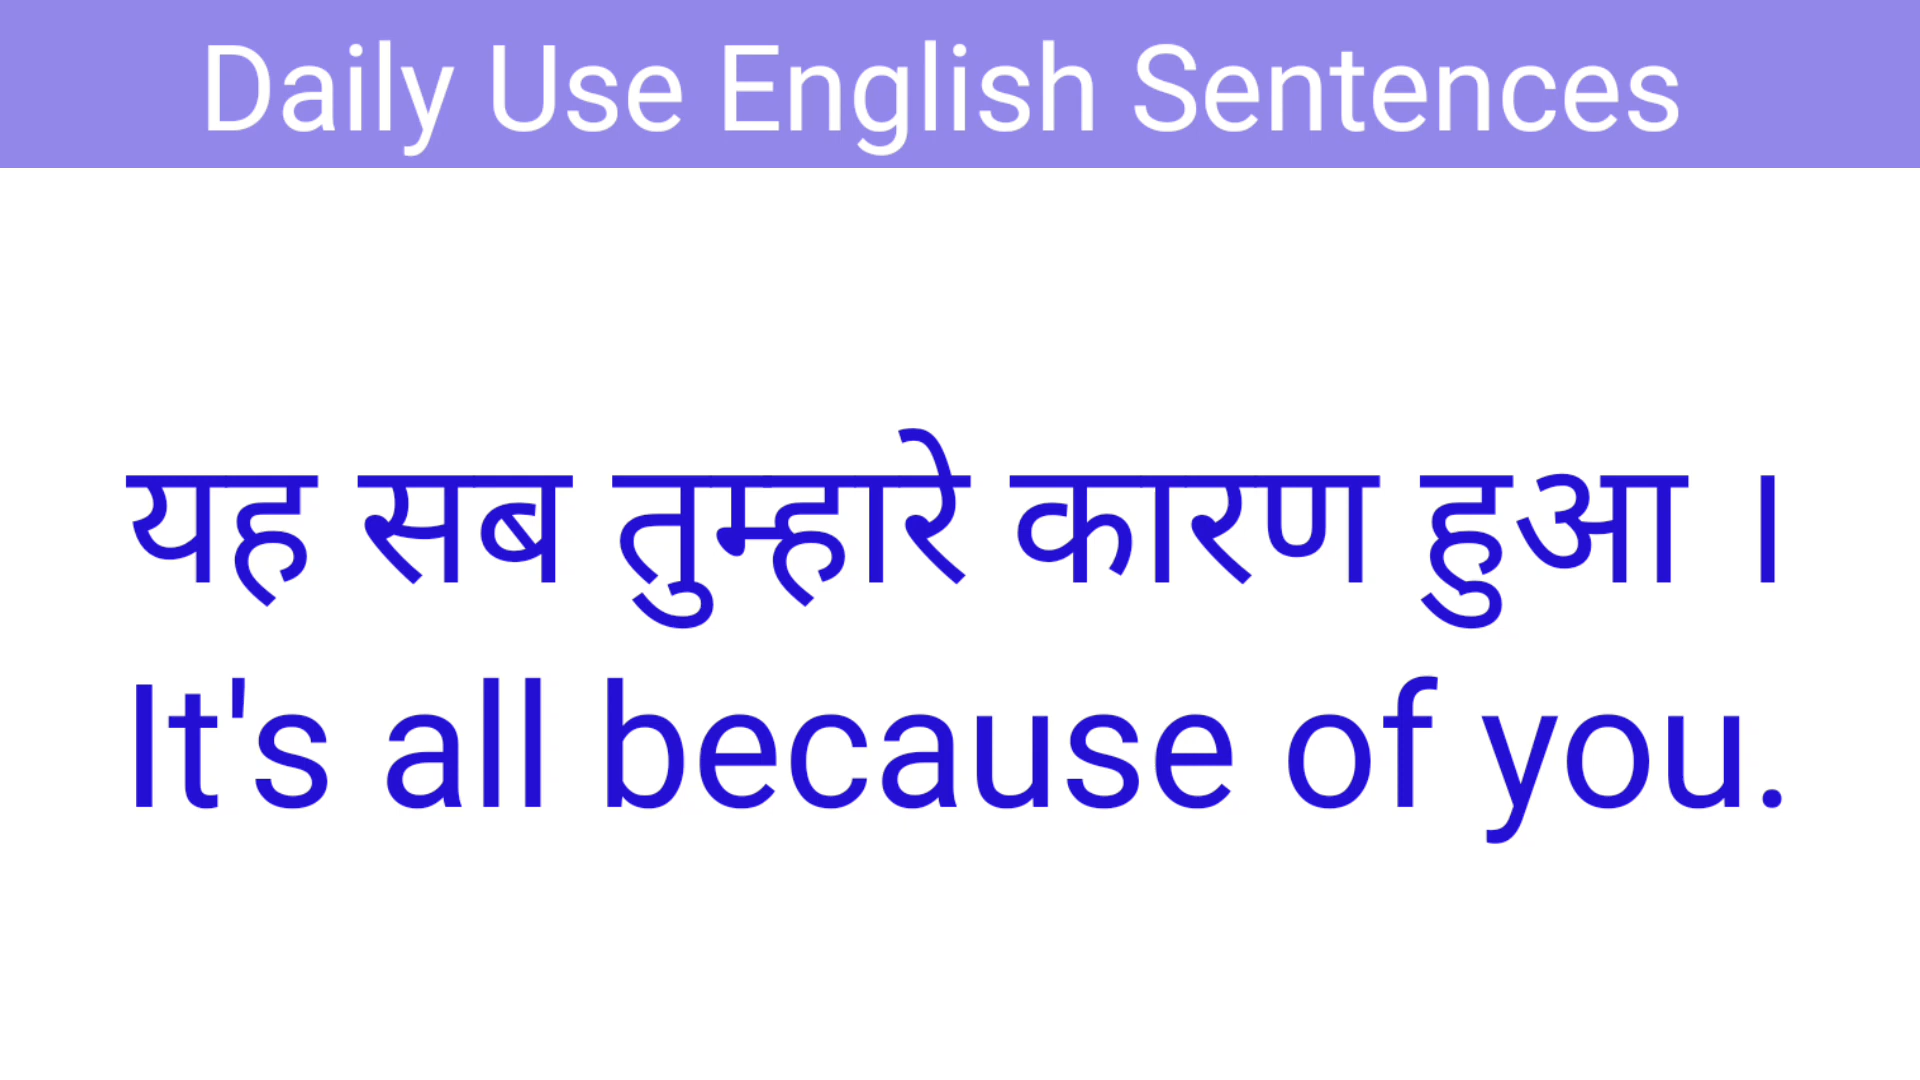 Daily Use English Sentences
यह सब तुम्हारे कारण हुआ ।
It's all because of you.